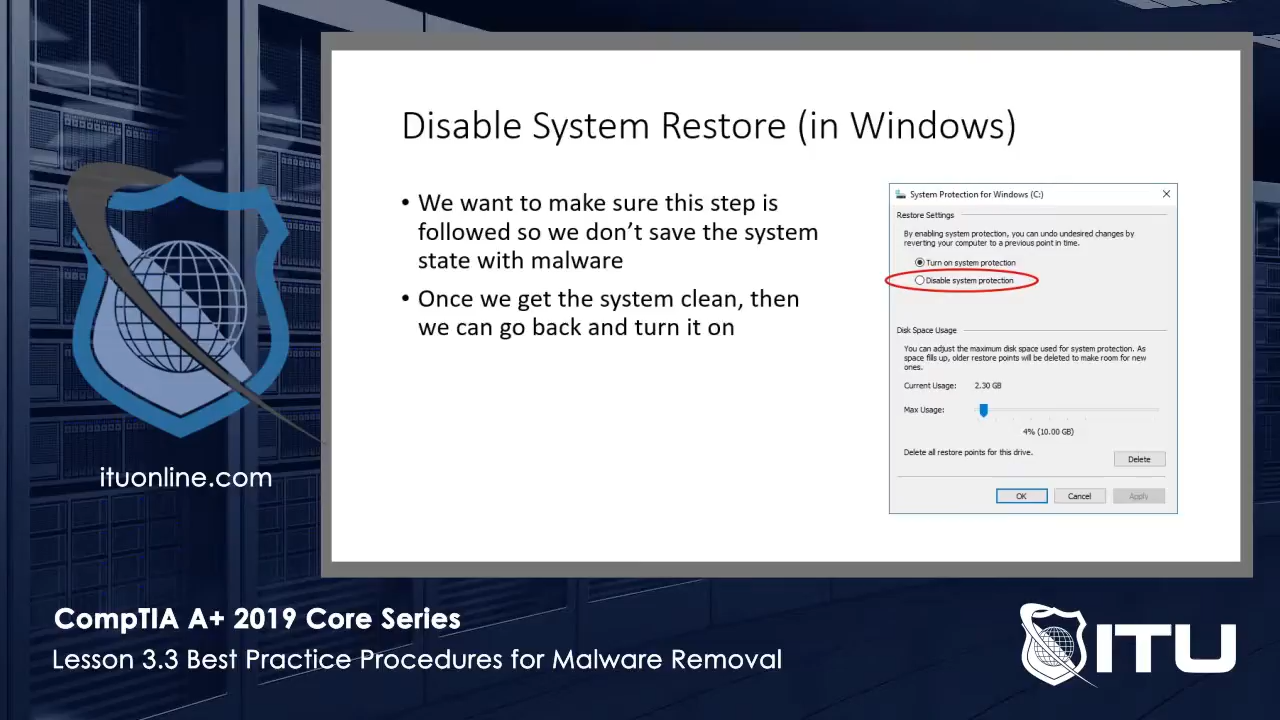 Disable System Restore (in Windows)
• We want to make sure this step is
followed so we don’t save the system
state with malware
• Once we get the system clean, then
we can go back and turn it on
System Protection for Windows (C:)
Restore Settings
By enabling system protection, you can undo undesired changes by
reverting your computer to a previous point in time.
Turn on system protection
Disable system protection
Disk Space Usage
You can adjust the maximum disk space used for system protection. As
space fills up, older restore points will be deleted to make room for new
ones.
Current Usage: 2.30 GB
Max Usage:
4% (10.00 GB)
Delete all restore points for this drive.
Delete
OK Cancel Apply
ituonline.com
CompTIA A+ 2019 Core Series
Lesson 3.3 Best Practice Procedures for Malware Removal
ITU